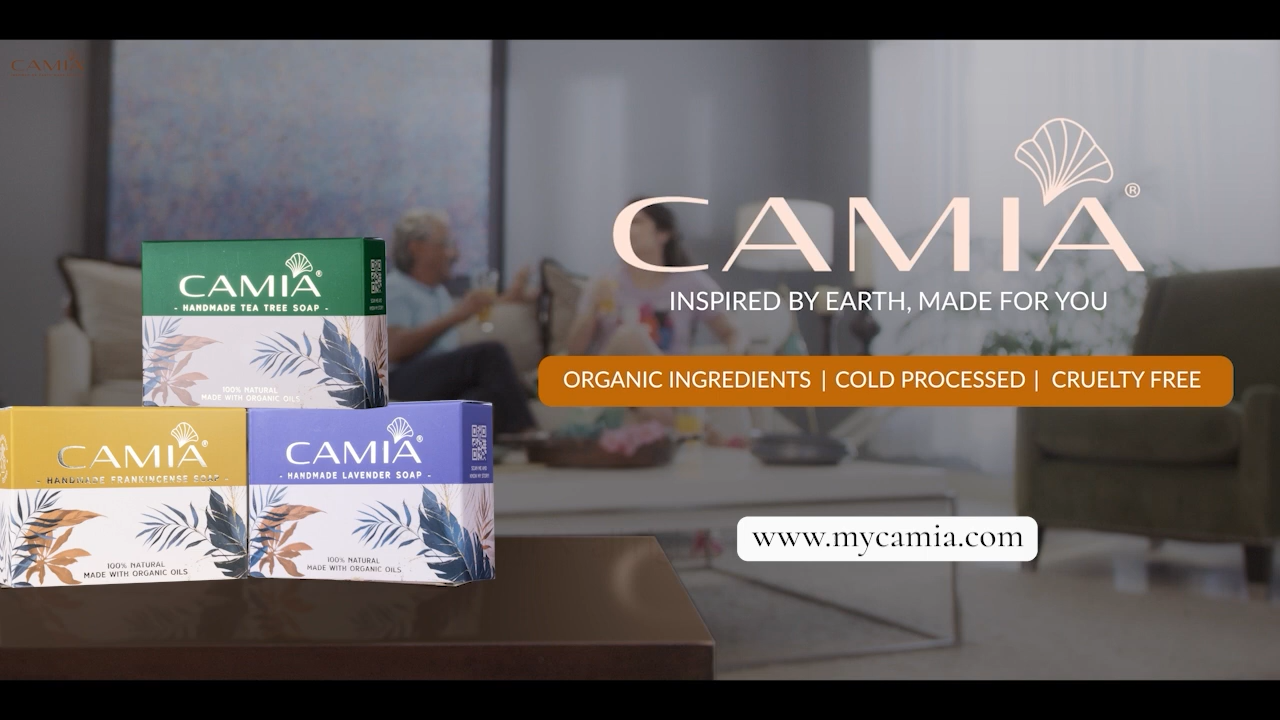 CAMIA
CAMIA®
INSPIRED BY EARTH, MADE FOR YOU
ORGANIC INGREDIENTS | COLD PROCESSED | CRUELTY FREE
www.mycamia.com
CAMIA®
- HANDMADE TEA TREE SOAP -
100% NATURAL
MADE WITH ORGANIC OILS
CAMIA®
- HANDMADE FRANKINCENSE SOAP -
100% NATURAL
MADE WITH ORGANIC OILS
CAMIA®
- HANDMADE LAVENDER SOAP -
100% NATURAL
MADE WITH ORGANIC OILS